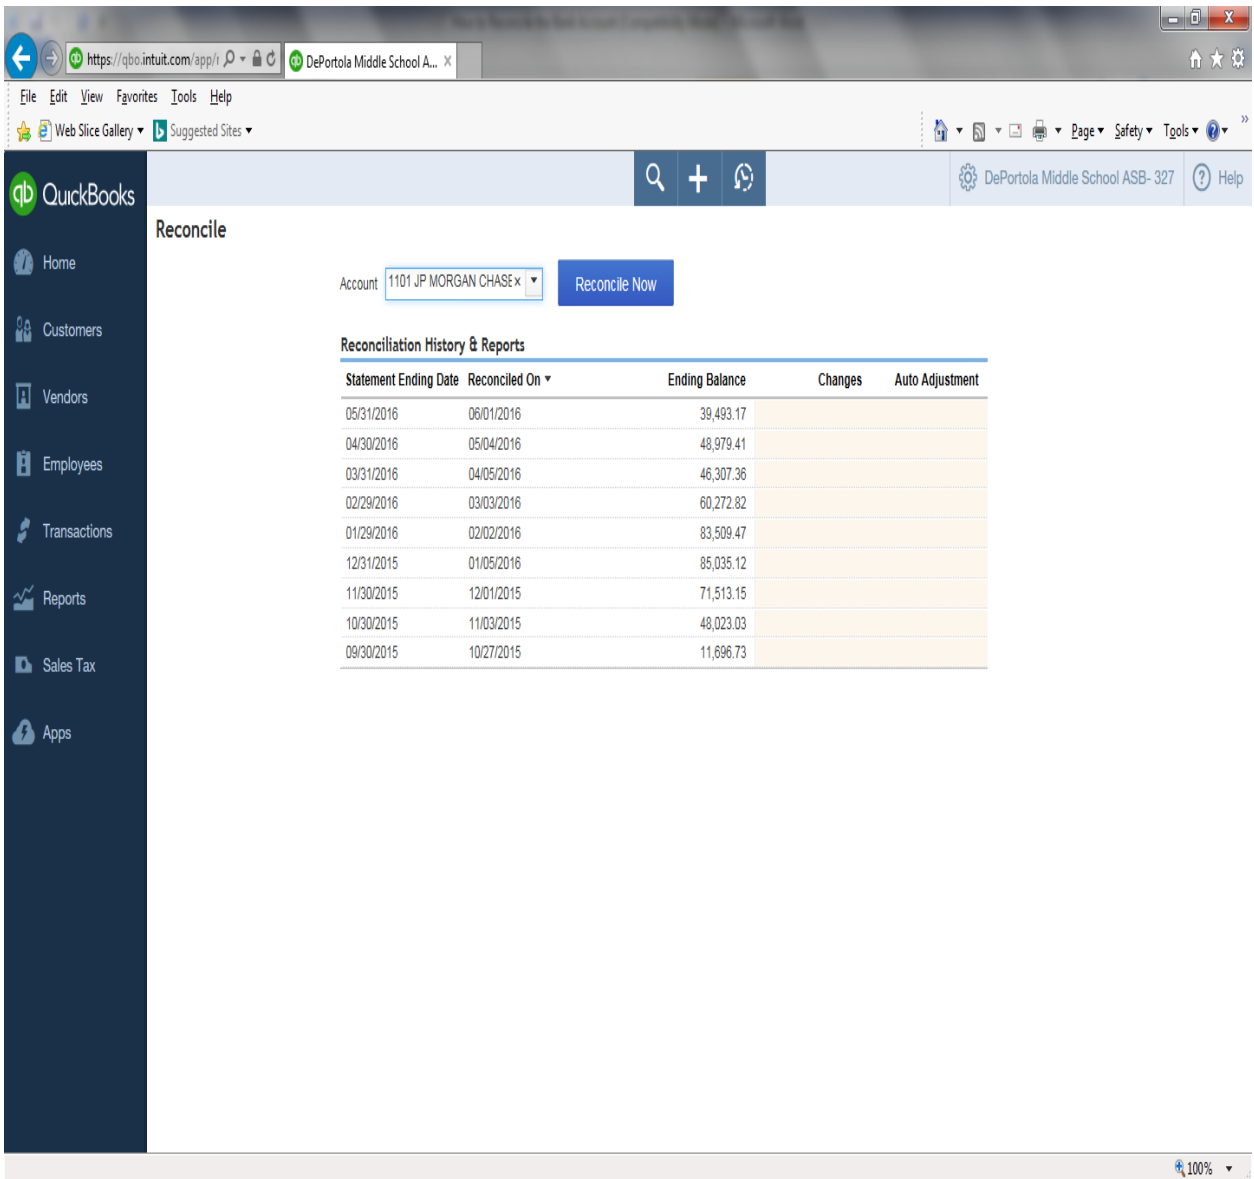 https://qbo.intuit.com/app/r
DePortola Middle School A...
File Edit View Favorites Tools Help
Web Slice Gallery
Suggested Sites
Page Safety Tools
QuickBooks
DePortola Middle School ASB- 327
Help
Reconcile
Home
Customers
Vendors
Employees
Transactions
Reports
Sales Tax
Apps
Account 1101 JP MORGAN CHASE Reconcile Now
Reconciliation History & Reports
Statement Ending Date Reconciled On Ending Balance Changes Auto Adjustment
05/31/2016 06/01/2016 39,493.17
04/30/2016 05/04/2016 48,979.41
03/31/2016 04/05/2016 46,307.36
02/29/2016 03/03/2016 60,272.82
01/29/2016 02/02/2016 83,509.47
12/31/2015 01/05/2016 85,035.12
11/30/2015 12/01/2015 71,513.15
10/30/2015 11/03/2015 48,023.03
09/30/2015 10/27/2015 11,696.73
100%